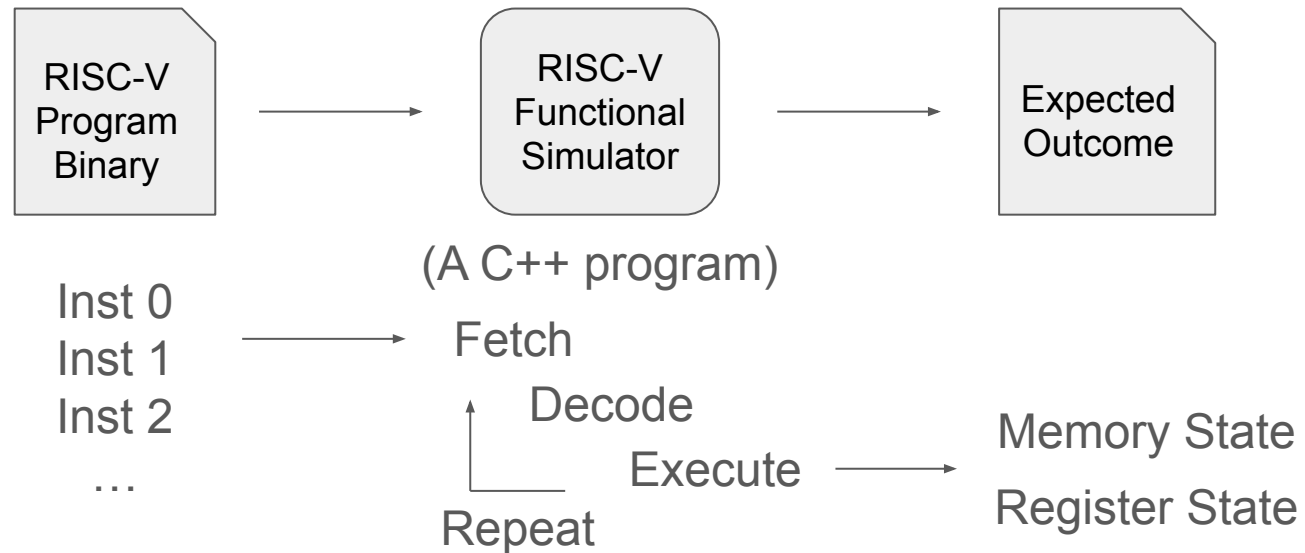 RISC-V
Program
Binary
RISC-V
Functional
Simulator
Expected
Outcome
(A C++ program)
Inst 0
Inst 1
Inst 2
…
Fetch
Decode
Execute
Repeat
Memory State
Register State